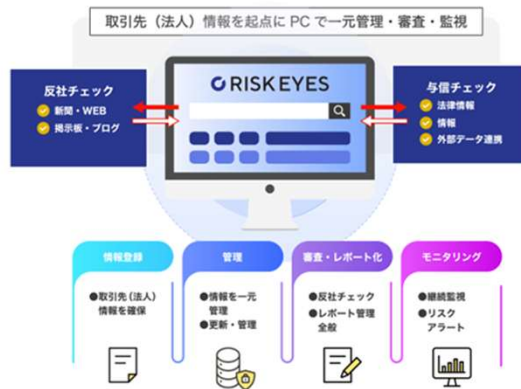 取引先（法人）情報を起点に PC で一元管理・審査・監視
反社チェック
新聞・WEB
掲示板・ブログ
RISK EYES
与信チェック
法律情報
情報
外部データ連携
情報登録
●取引先（法人）
情報を確保
管理
●情報を一元
管理
●更新・管理
審査・レポート化
●反社チェック
●レポート管理
全般
モニタリング
●継続監視
●リスク
アラート